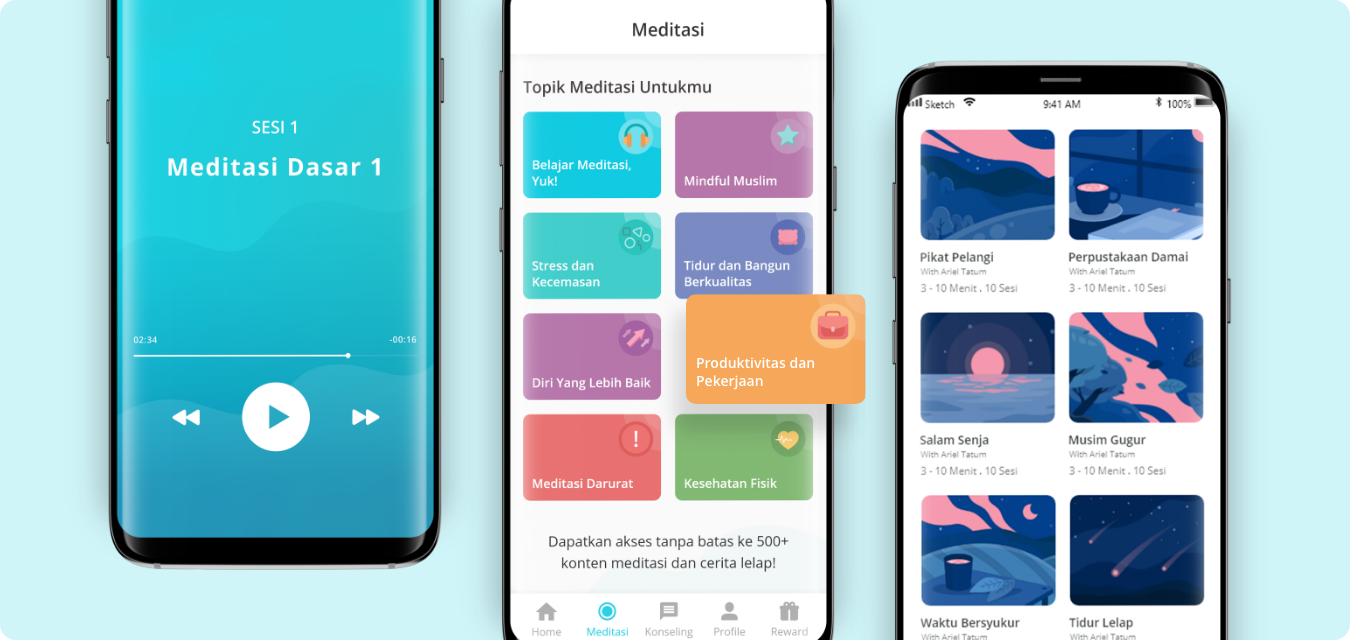 SESI 1
Meditasi Dasar 1
02:34
-00:16
Meditasi
Topik Meditasi Untukmu
Belajar Meditasi,
Yuk!
Mindful Muslim
Stress dan
Kecemasan
Tidur dan Bangun
Berkualitas
Diri Yang Lebih Baik
Produktivitas dan
Pekerjaan
Meditasi Darurat
Kesehatan Fisik
Dapatkan akses tanpa batas ke 500+
konten meditasi dan cerita lelap!
Home
Meditasi
Konseling
Profile
Reward
Sketch
9:41 AM
100%
Pikat Pelangi
With Ariel Tatum
3 - 10 Menit . 10 Sesi
Perpustakaan Damai
With Ariel Tatum
3 - 10 Menit . 10 Sesi
Salam Senja
With Ariel Tatum
3 - 10 Menit . 10 Sesi
Musim Gugur
With Ariel Tatum
3 - 10 Menit . 10 Sesi
Waktu Bersyukur
With Ariel Tatum
Tidur Lelap
With Ariel Tatum